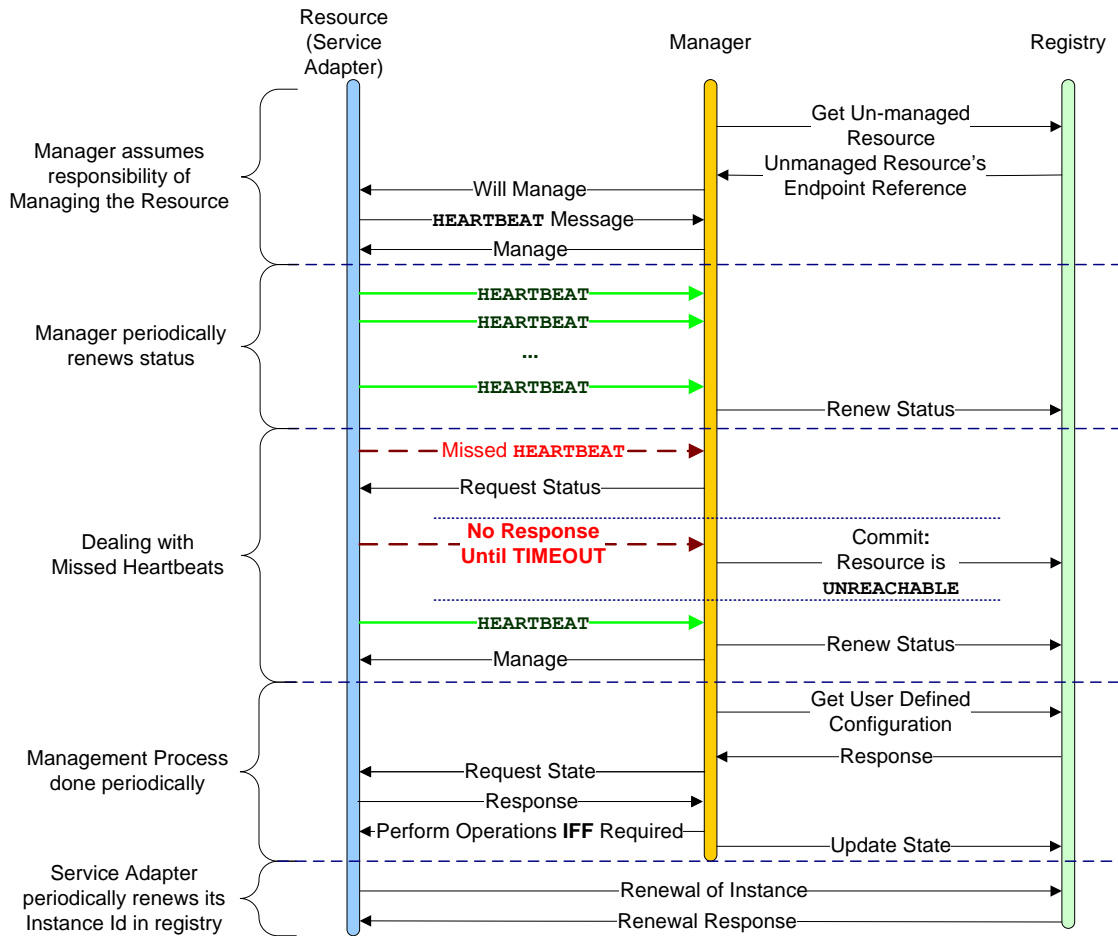 Resource
(Service
Adapter)
Manager
Registry
Manager assumes
responsibility of
Managing the Resource
Get Un-managed
Resource
Unmanaged Resource's
Endpoint Reference
Will Manage
HEARTBEAT Message
Manage
Manager periodically
renews status
HEARTBEAT
HEARTBEAT
...
HEARTBEAT
Renew Status
Dealing with
Missed Heartbeats
Missed HEARTBEAT
Request Status
No Response
Until TIMEOUT
Commit:
Resource is
UNREACHABLE
HEARTBEAT
Renew Status
Manage
Management Process
done periodically
Get User Defined
Configuration
Response
Request State
Response
Perform Operations IFF Required
Update State
Service Adapter
periodically renews its
Instance Id in registry
Renewal of Instance
Renewal Response